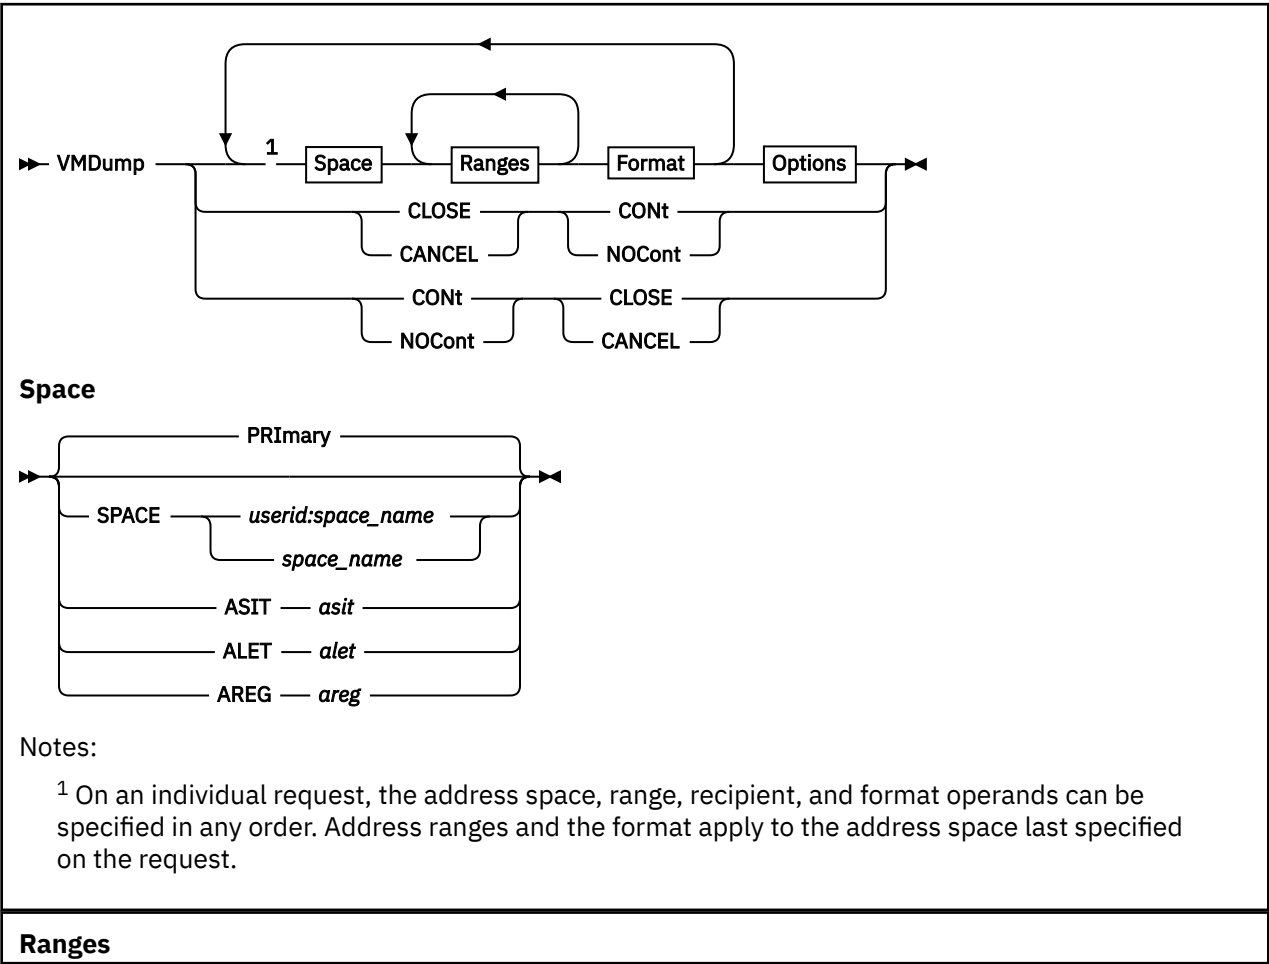 1
VMDump Space Ranges Format Options
CLOSE CONt
CANCEL NOCont
CONt CLOSE
NOCont CANCEL
Space
PRImary
SPACE userid:space_name
space_name
ASIT asit
ALET alet
AREG areg
Notes:
1 On an individual request, the address space, range, recipient, and format operands can be
specified in any order. Address ranges and the format apply to the address space last specified
on the request.
Ranges